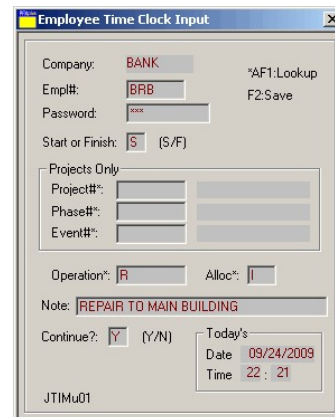 Employee Time Clock Input
Company: BANK
*AF1:Lookup
Empl#: BRB
F2:Save
Password: ***
Start or Finish: S (S/F)
Projects Only
Project#*:
Phase#*:
Event#*:
Operation*: R Alloc*: I
Note: REPAIR TO MAIN BUILDING
Continue?: Y (Y/N)
Today's
Date 09/24/2009
Time 22 : 21
JTIMu01